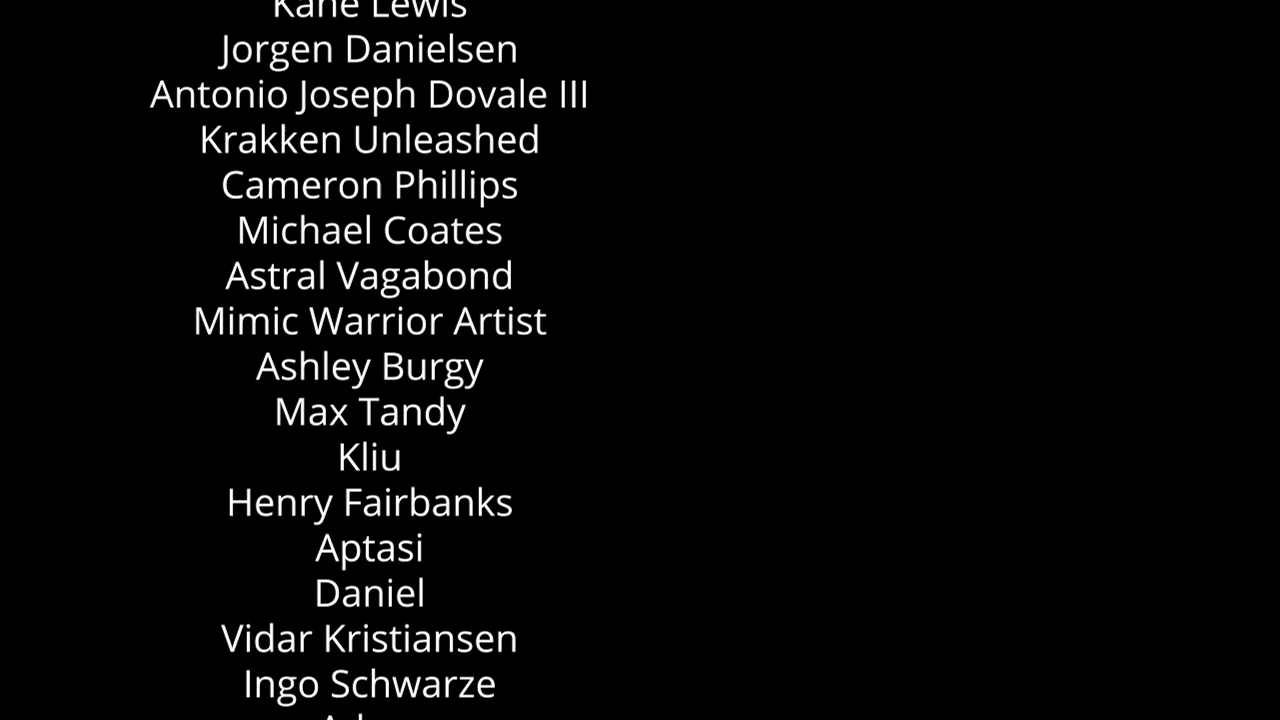 Kane Lewis
Jorgen Danielsen
Antonio Joseph Dovale III
Krakken Unleashed
Cameron Phillips
Michael Coates
Astral Vagabond
Mimic Warrior Artist
Ashley Burgy
Max Tandy
Kliu
Henry Fairbanks
Aptasi
Daniel
Vidar Kristiansen
Ingo Schwarze